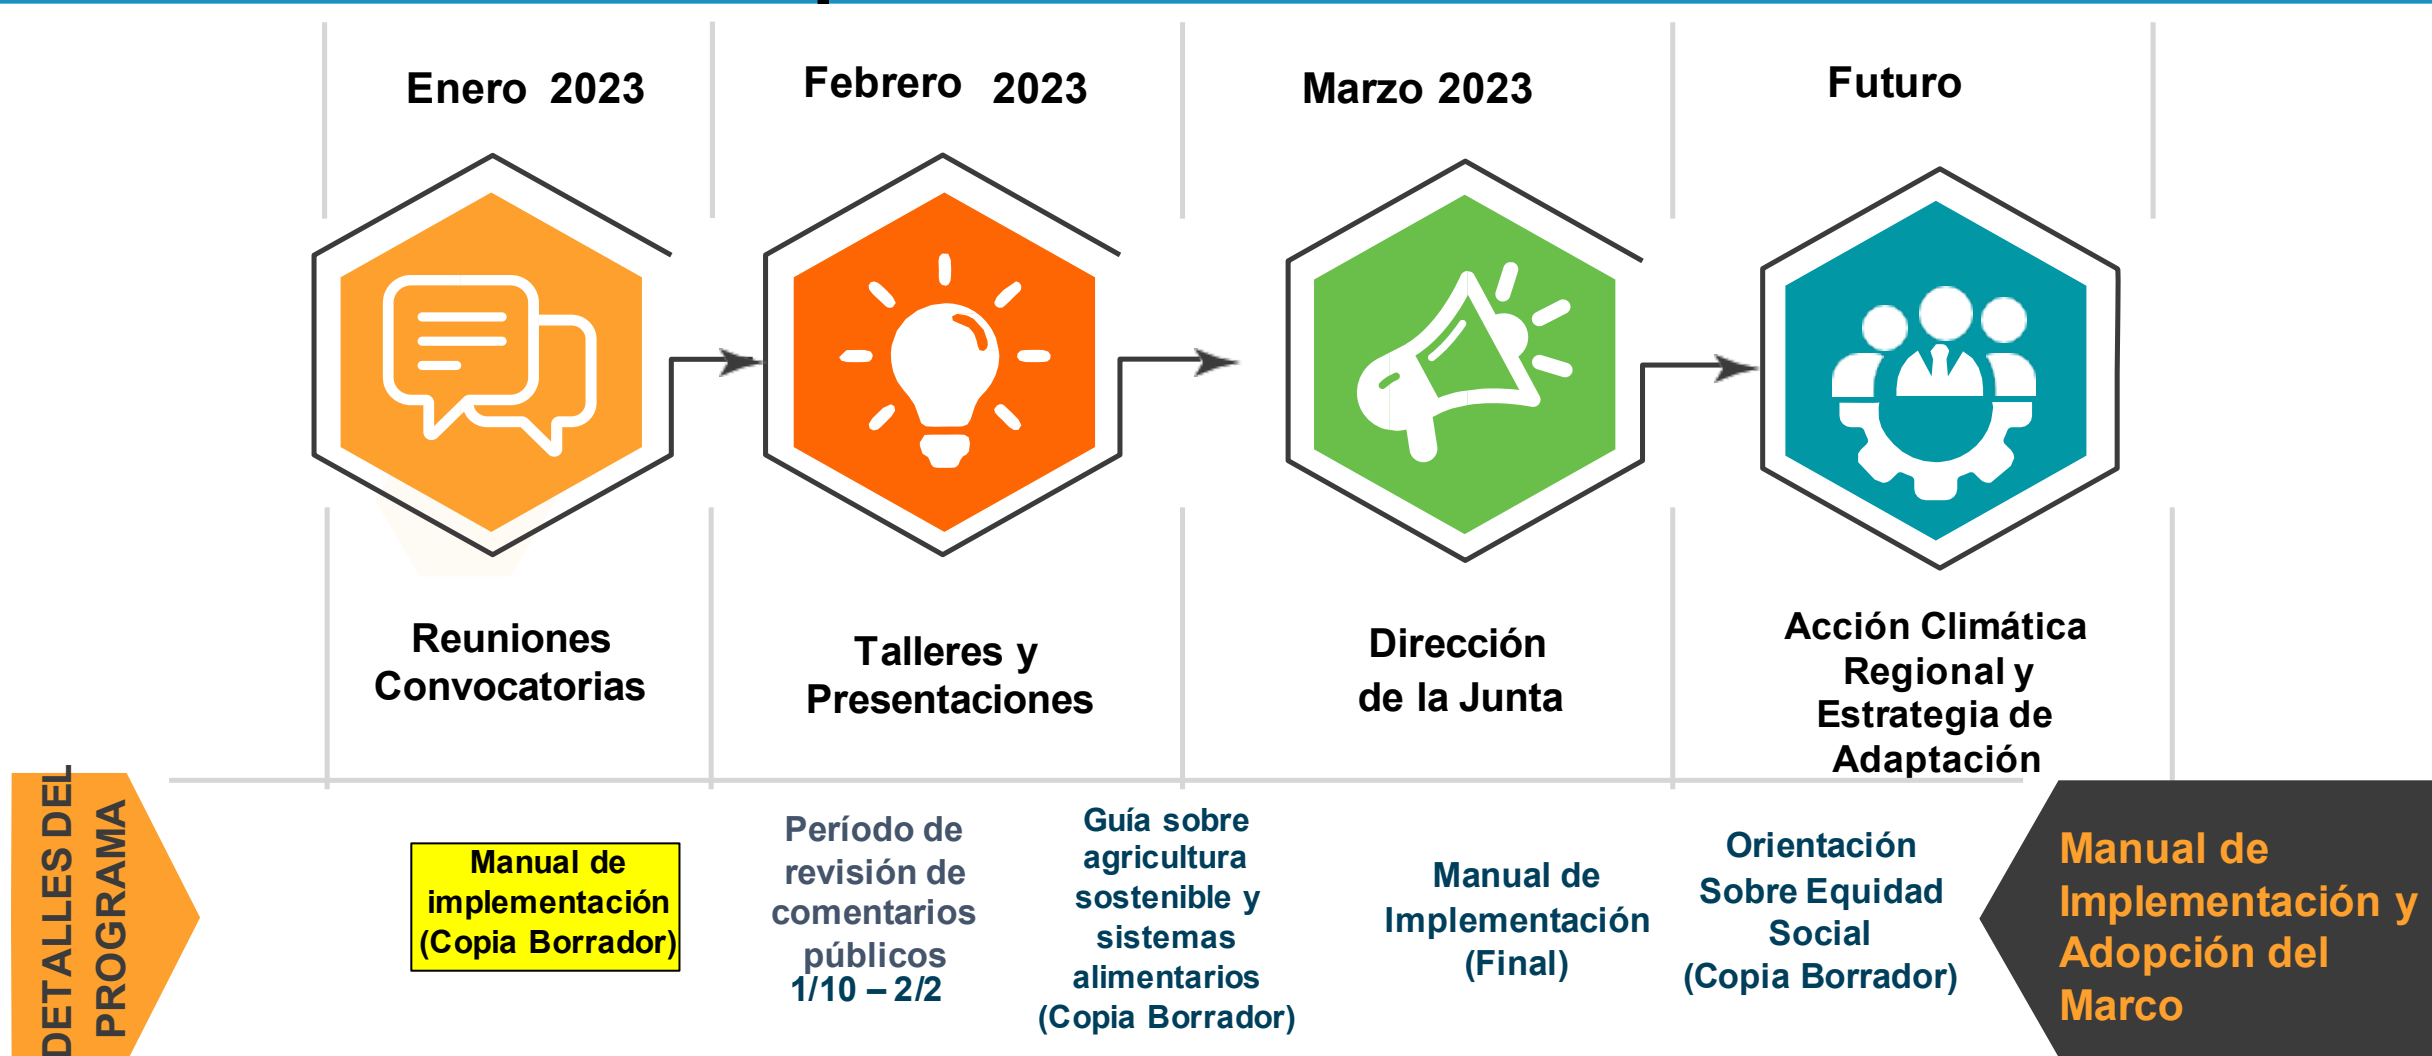 Enero 2023
Febrero 2023
Marzo 2023
Futuro
Reuniones
Convocatorias
Talleres y
Presentaciones
Dirección
de la Junta
Acción Climática
Regional y
Estrategia de
Adaptación
DETALLES DEL
PROGRAMA
Manual de
implementación
(Copia Borrador)
Período de
revisión de
comentarios
públicos
1/10 – 2/2
Guía sobre
agricultura
sostenible y
sistemas
alimentarios
(Copia Borrador)
Manual de
Implementación
(Final)
Orientación
Sobre Equidad
Social
(Copia Borrador)
Manual de
Implementación y
Adopción del
Marco